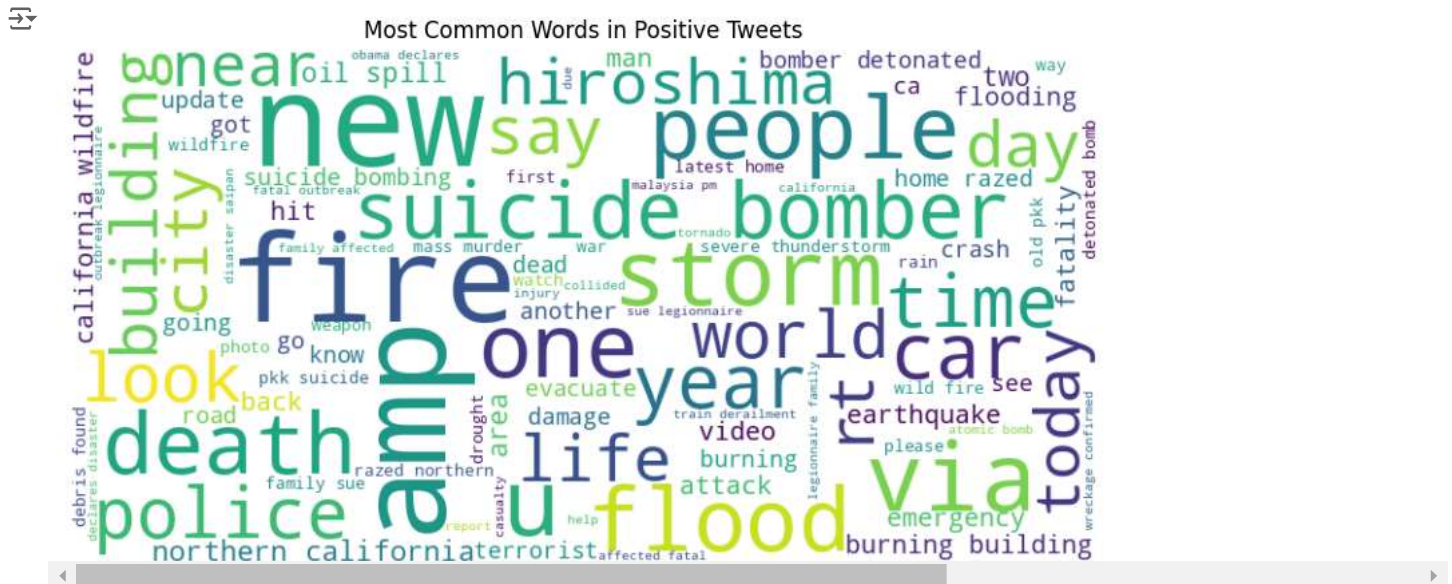 Most Common Words in Positive Tweets
obama declares
near
oil spill
hiroshima
due
man
bomber detonated
way
ca
two
flooding
california wildfire
building
update
got
wildfire
new
say
people
day
detonated bomb
outbreak legionnaire
city
suicide bombing
fatal outbreak
first
latest home
malaysia pm
california
home razed
disaster saipan
hit
suicide bomber
tornado
old pkk
fatality
family affected
mass murder
war
severe thunderstorm
rain
crash
fire
dead
watch
collided
injury
storm
time
another
sue legionnaire
going
weapon
photo
go
know
one
world
car
today
look
pkk suicide
back
amp
evacuate
year
wild fire
see
rt
road
death
drought
area
damage
train derailment
video
legionnaire family
earthquake
atomic bomb
please
wreckage confirmed
debris found
declares disaster
razed northern
family sue
life
burning
attack
via
police
report
casualty
u
help
flood
emergency
northern california
terrorist
affected fatal
burning building